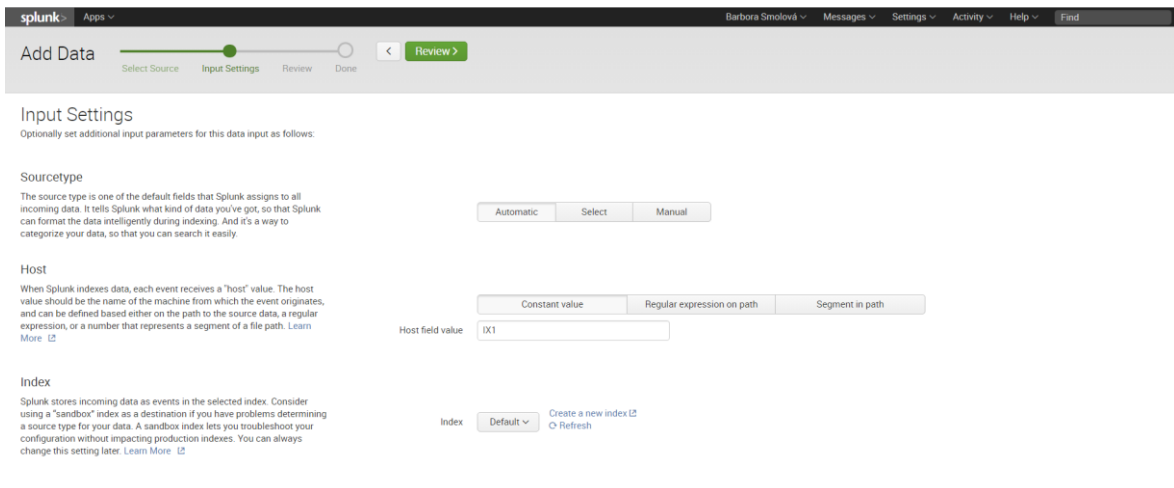 splunk> Apps Barbora Smolová Messages Settings Activity Help Find
Add Data
Select Source Input Settings Review Done
< Review >
Input Settings
Optionally set additional input parameters for this data input as follows:
Sourcetype
The source type is one of the default fields that Splunk assigns to all
incoming data. It tells Splunk what kind of data you've got, so that Splunk
can format the data intelligently during indexing. And it's a way to
categorize your data, so that you can search it easily.
Automatic Select Manual
Host
When Splunk indexes data, each event receives a "host" value. The host
value should be the name of the machine from which the event originates,
and can be defined based either on the path to the source data, a regular
expression, or a number that represents a segment of a file path. Learn
More
Constant value Regular expression on path Segment in path
Host field value IX1
Index
Splunk stores incoming data as events in the selected index. Consider
using a "sandbox" index as a destination if you have problems determining
a source type for your data. A sandbox index lets you troubleshoot your
configuration without impacting production indexes. You can always
change this setting later. Learn More
Index Default Create a new index
Refresh